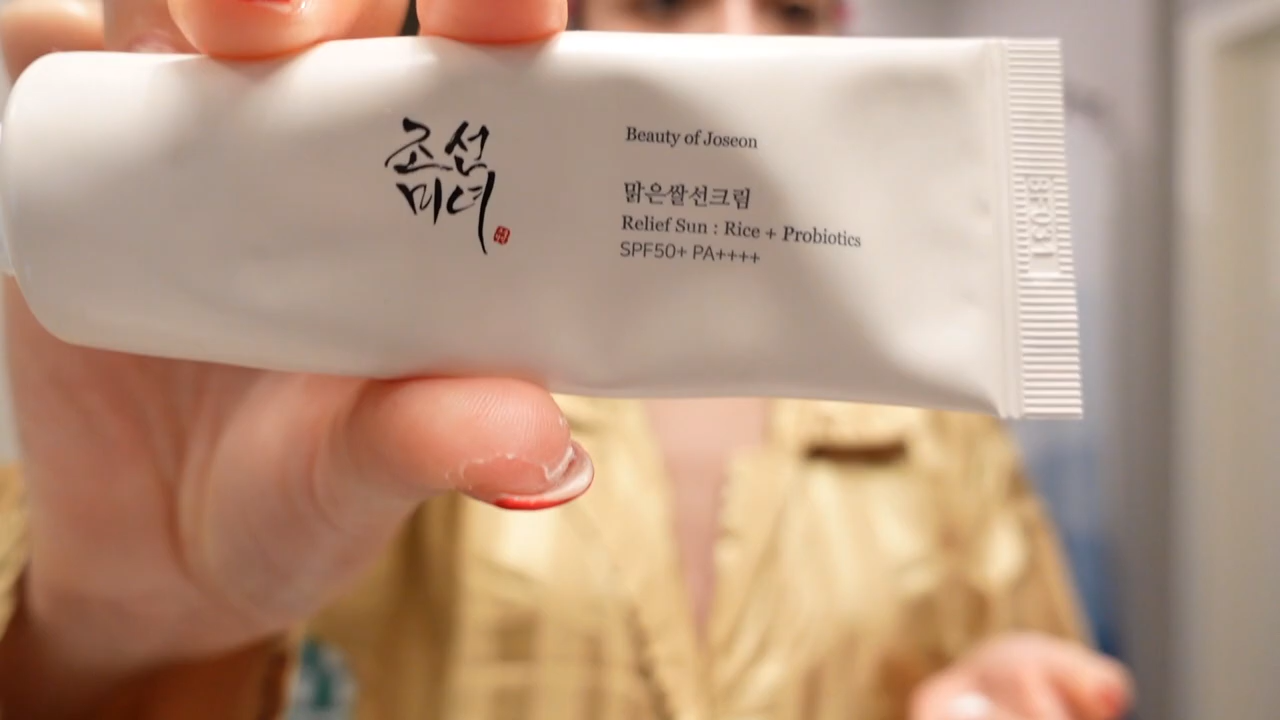 조선
미녀
Beauty of Joseon
맑은쌀선크림
Relief Sun : Rice + Probiotics
SPF50+ PA++++
BF031